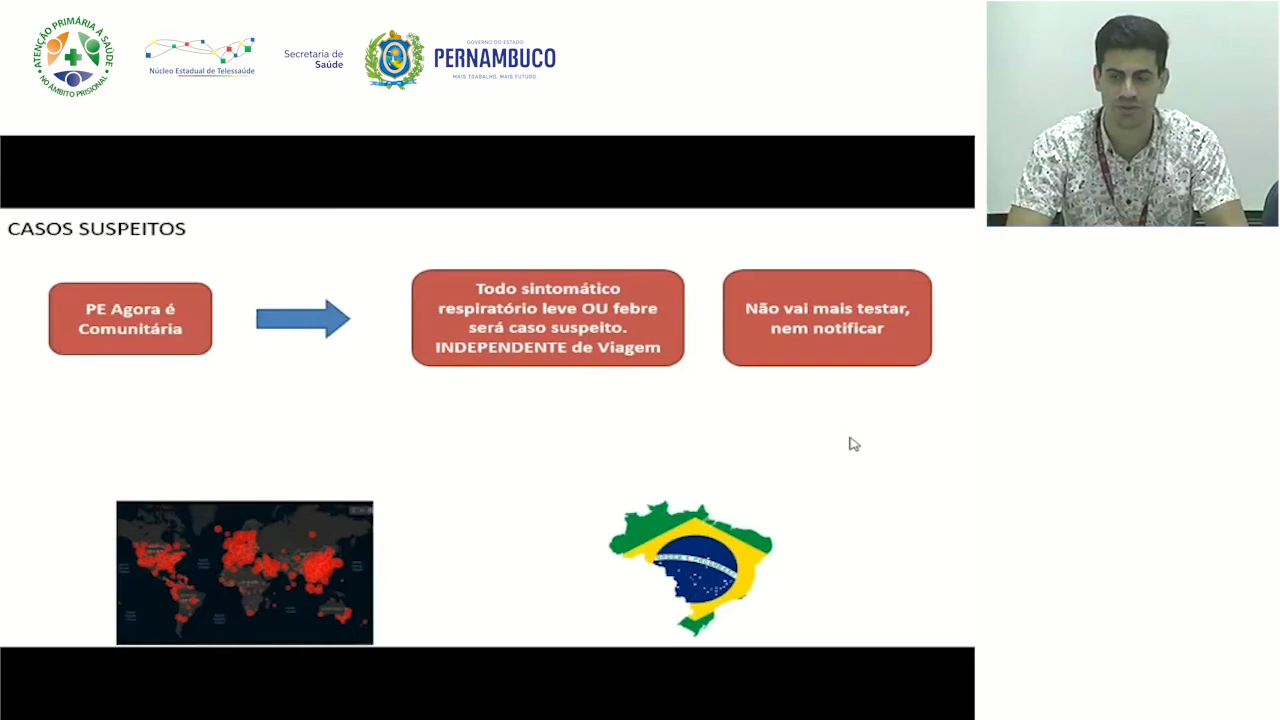 ATENÇÃO PRIMÁRIA À SAÚDE
NO ÂMBITO PRISIONAL
Núcleo Estadual de Telessaúde
Secretaria de
Saúde
GOVERNO DO ESTADO
PERNAMBUCO
MAIS TRABALHO, MAIS FUTURO.
CASOS SUSPEITOS
PE Agora é
Comunitária
Todo sintomático
respiratório leve OU febre
será caso suspeito.
INDEPENDENTE de Viagem
Não vai mais testar,
nem notificar